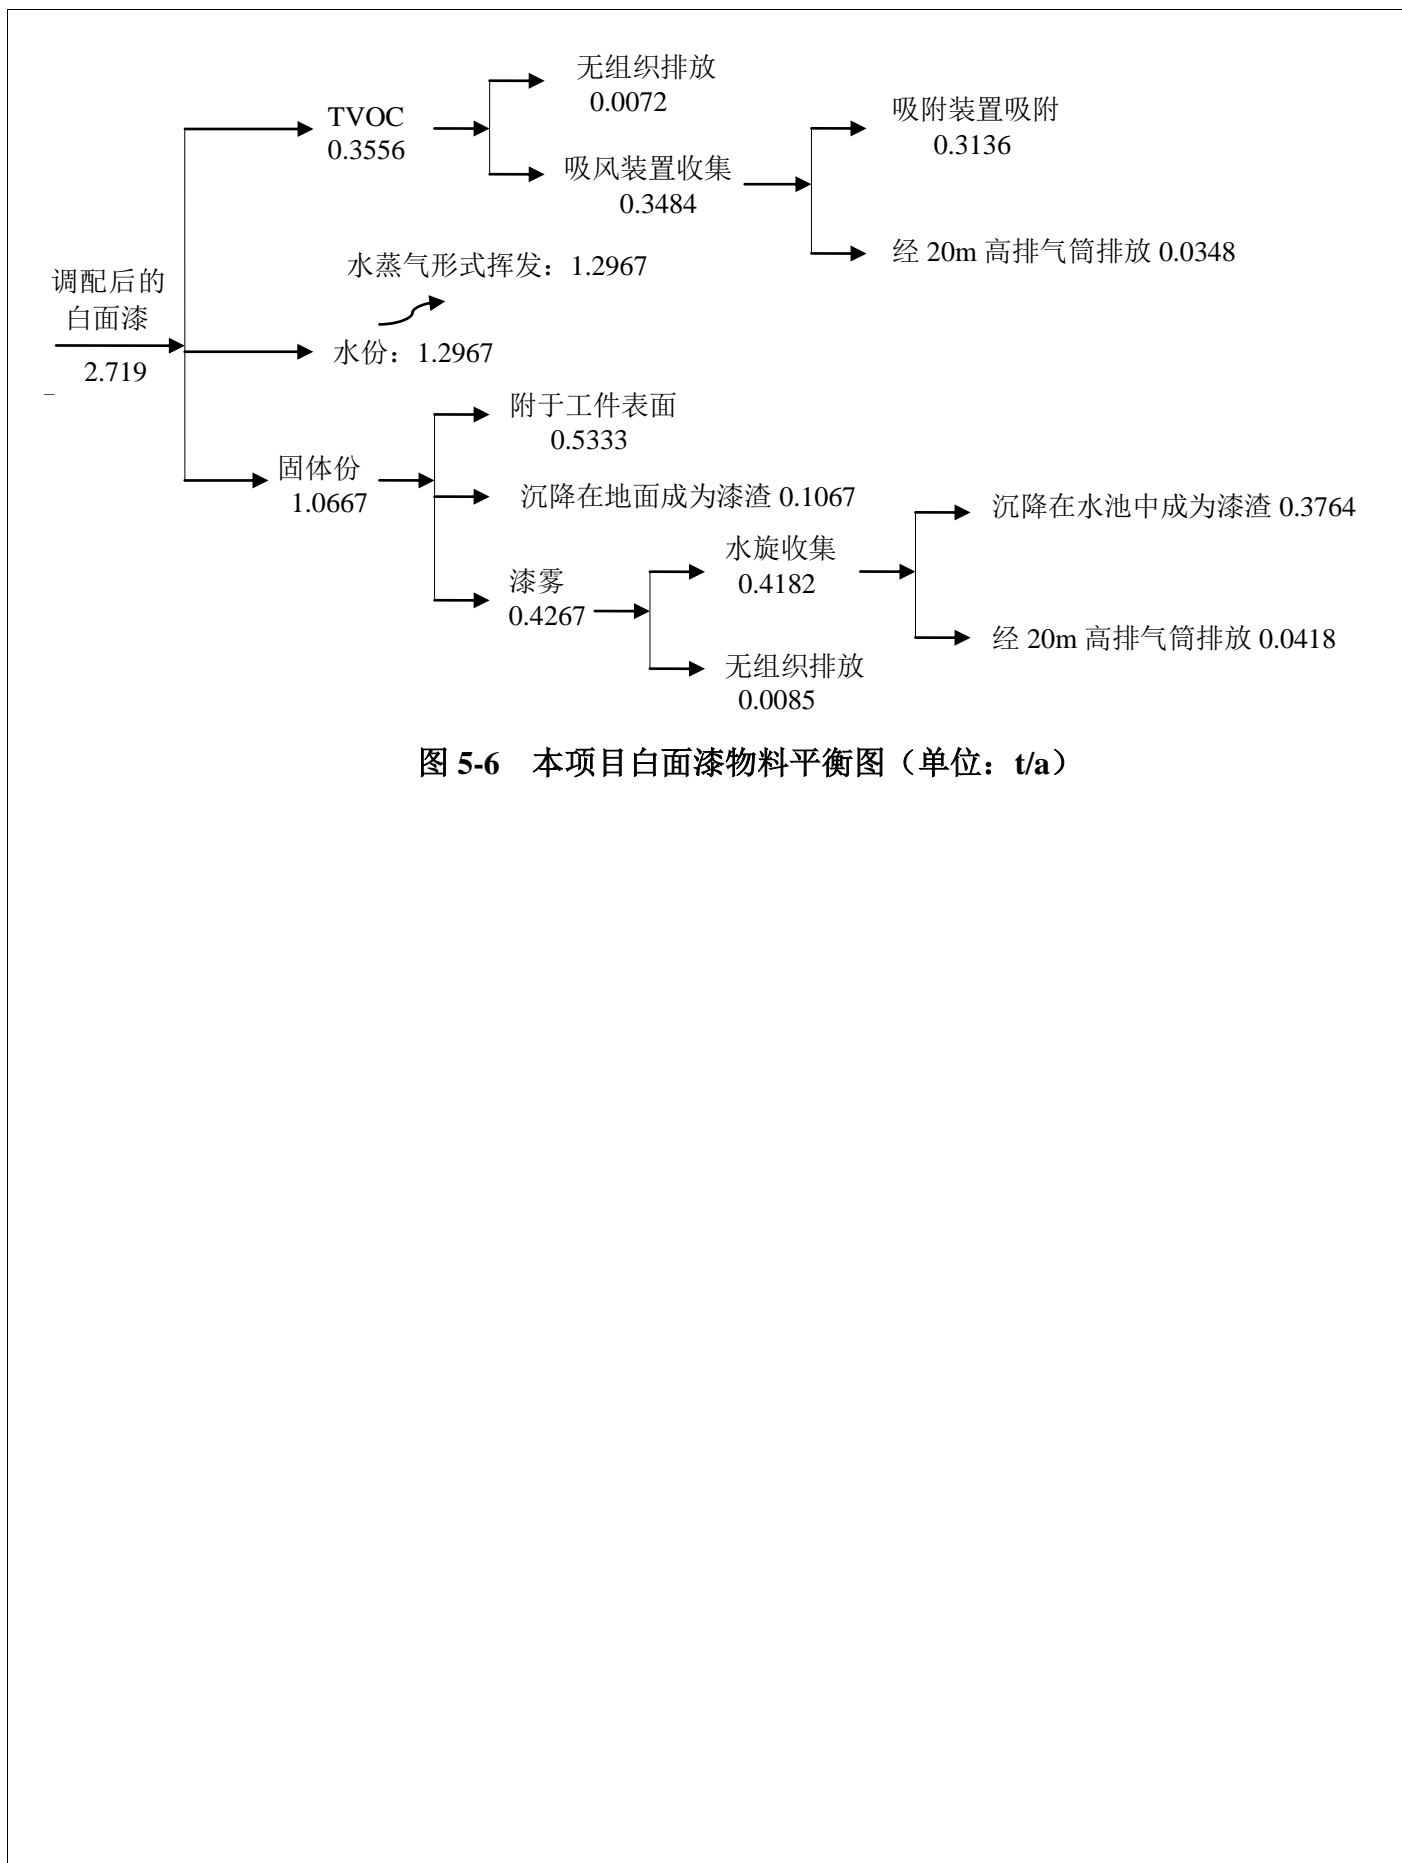 无组织排放
0.0072
TVOC
0.3556
吸附装置吸附
0.3136
吸风装置收集
0.3484
经 20m 高排气筒排放 0.0348
水蒸气形式挥发：1.2967
调配后的
白面漆
2.719
水份：1.2967
附于工件表面
0.5333
固体份
1.0667
沉降在地面成为漆渣 0.1067
沉降在水池中成为漆渣 0.3764
水旋收集
0.4182
漆雾
0.4267
经 20m 高排气筒排放 0.0418
无组织排放
0.0085
图 5-6 本项目白面漆物料平衡图（单位：t/a）